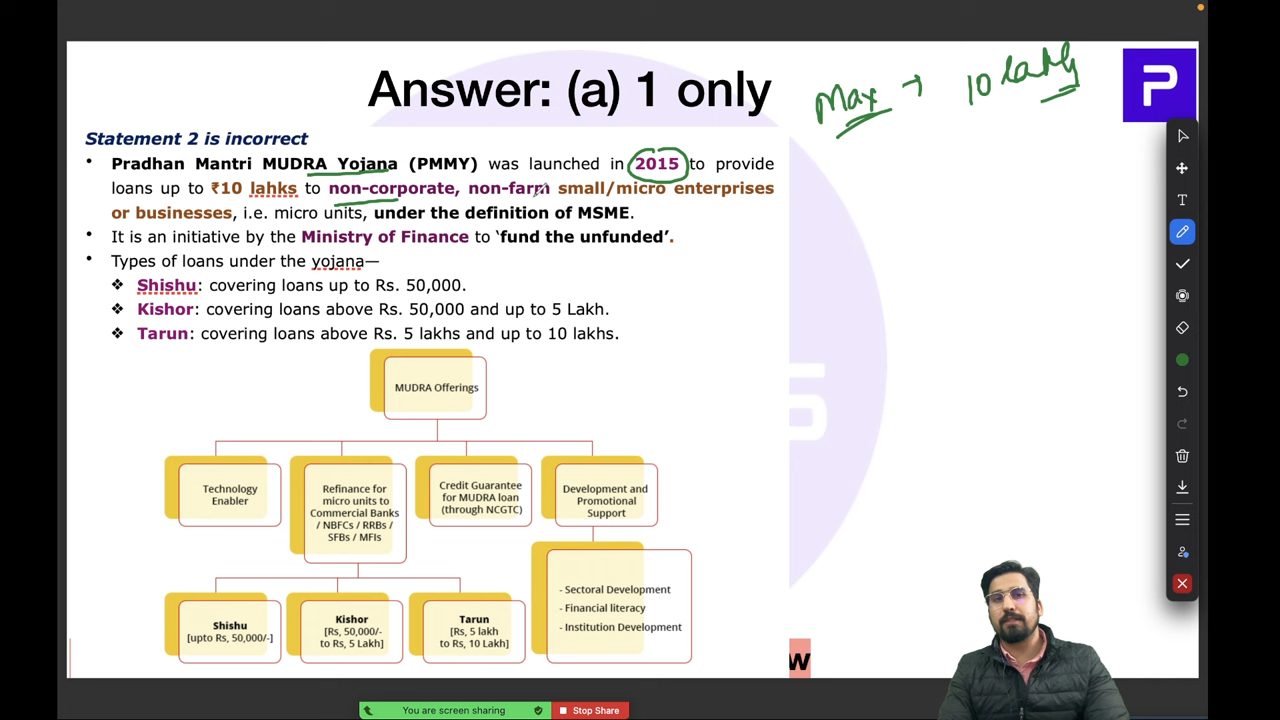 Answer: (a) 1 only
Max → 10 lakhs
P
Statement 2 is incorrect
• Pradhan Mantri MUDRA Yojana (PMMY) was launched in 2015 to provide
loans up to ₹10 lahks to non-corporate, non-farm small/micro enterprises
or businesses, i.e. micro units, under the definition of MSME.
• It is an initiative by the Ministry of Finance to ‘fund the unfunded’.
• Types of loans under the yojana—
❖ Shishu: covering loans up to Rs. 50,000.
❖ Kishor: covering loans above Rs. 50,000 and up to 5 Lakh.
❖ Tarun: covering loans above Rs. 5 lakhs and up to 10 lakhs.
MUDRA Offerings
Technology
Enabler
Refinance for
micro units to
Commercial Banks
/ NBFCs / RRBs /
SFBs / MFIs
Credit Guarantee
for MUDRA loan
(through NCGTC)
Development and
Promotional
Support
Shishu
[upto Rs, 50,000/-]
Kishor
[Rs, 50,000/-
to Rs, 5 Lakh]
Tarun
[Rs, 5 lakh
to Rs, 10 Lakh]
- Sectoral Development
- Financial literacy
- Institution Development
w
T
You are screen sharing
Stop Share